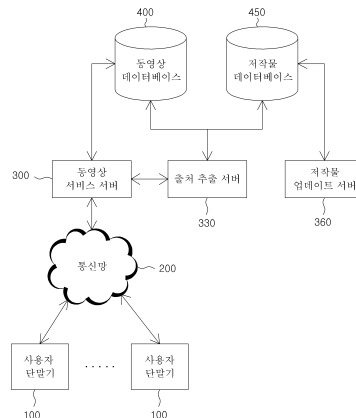 400
450
동영상
데이터베이스
저작물
데이터베이스
300
동영상
서비스 서버
출처 추출 서버
저작물
업데이트 서버
330
360
통신망
200
사용자
단말기
.....
사용자
단말기
100
100